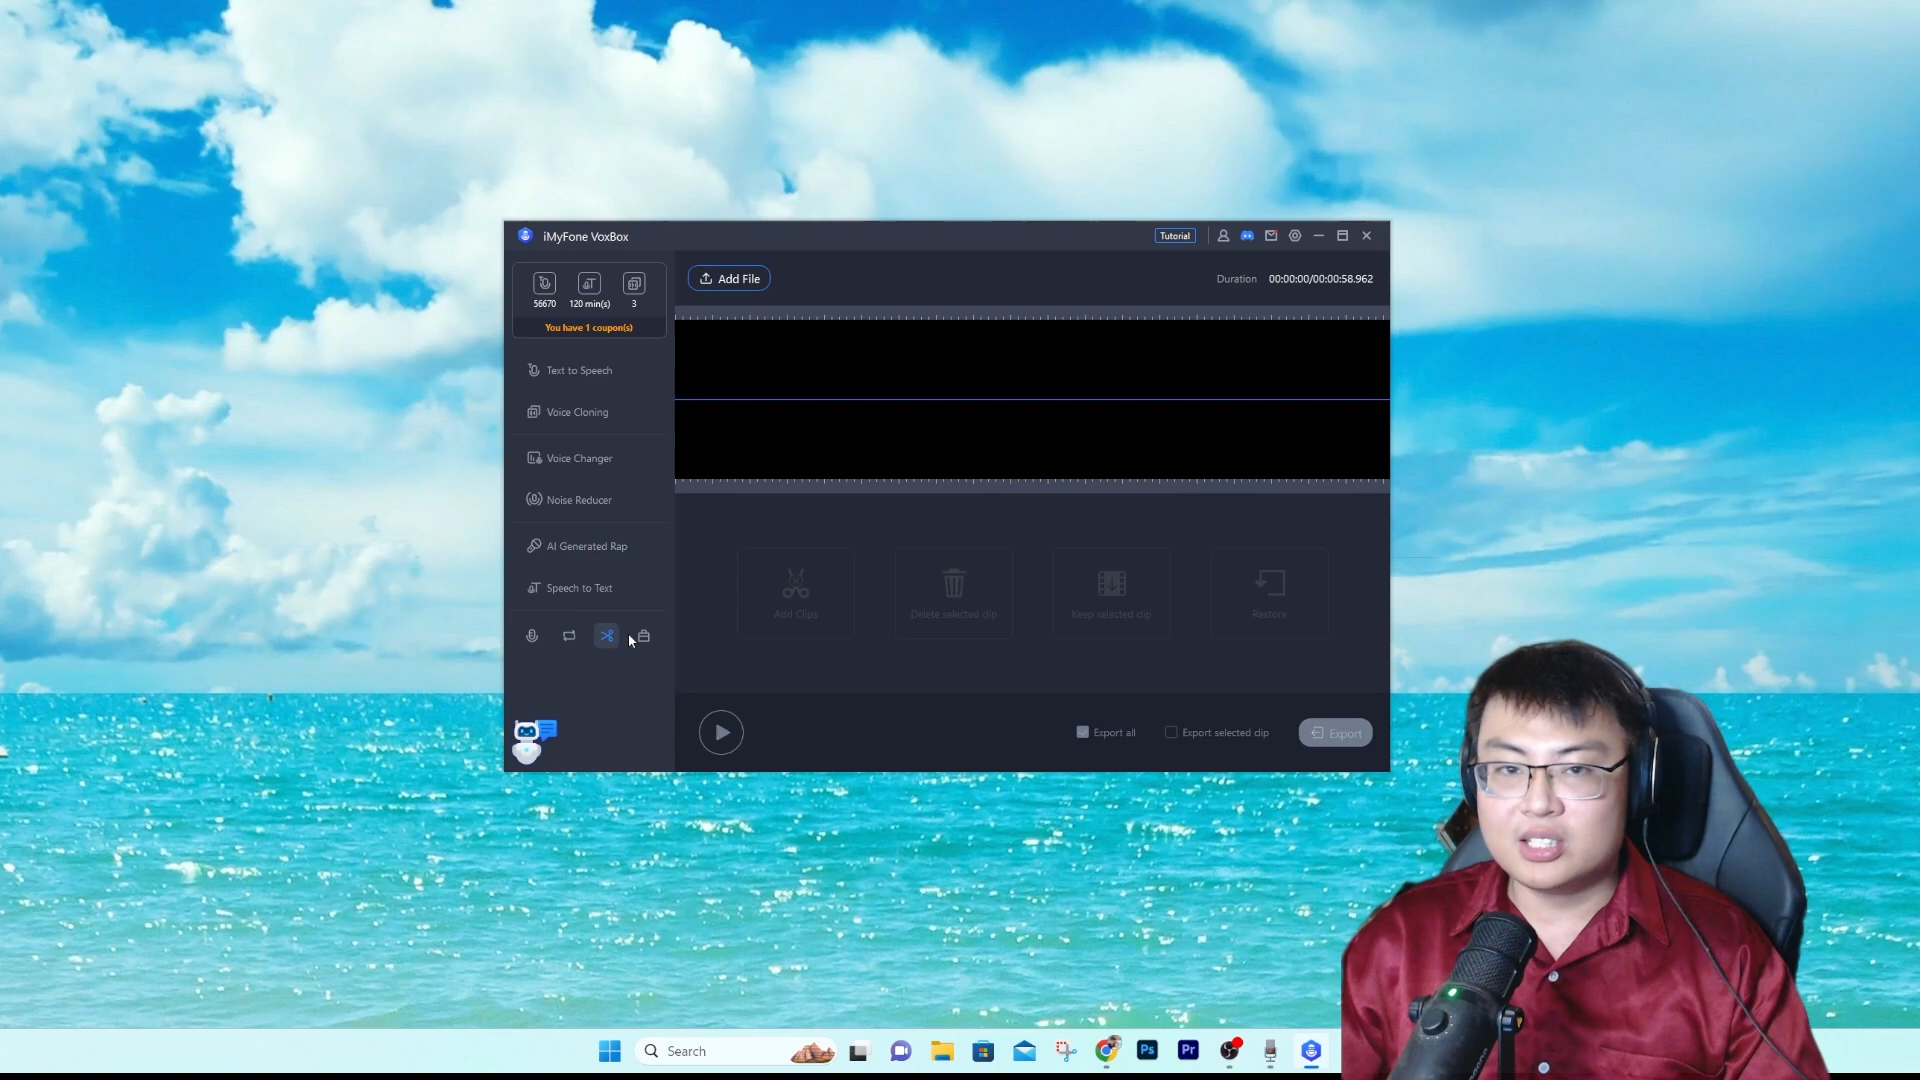 iMyFone VoxBox
Tutorial
56670
120 min(s)
3
You have 1 coupon(s)
Add File
Duration 00:00:00/00:00:58.962
Text to Speech
Voice Cloning
Voice Changer
Noise Reducer
AI Generated Rap
Speech to Text
Add Clips
Delete selected clip
Keep selected clip
Restore
Export all
Export selected clip
Export
Search
Ps
Pr